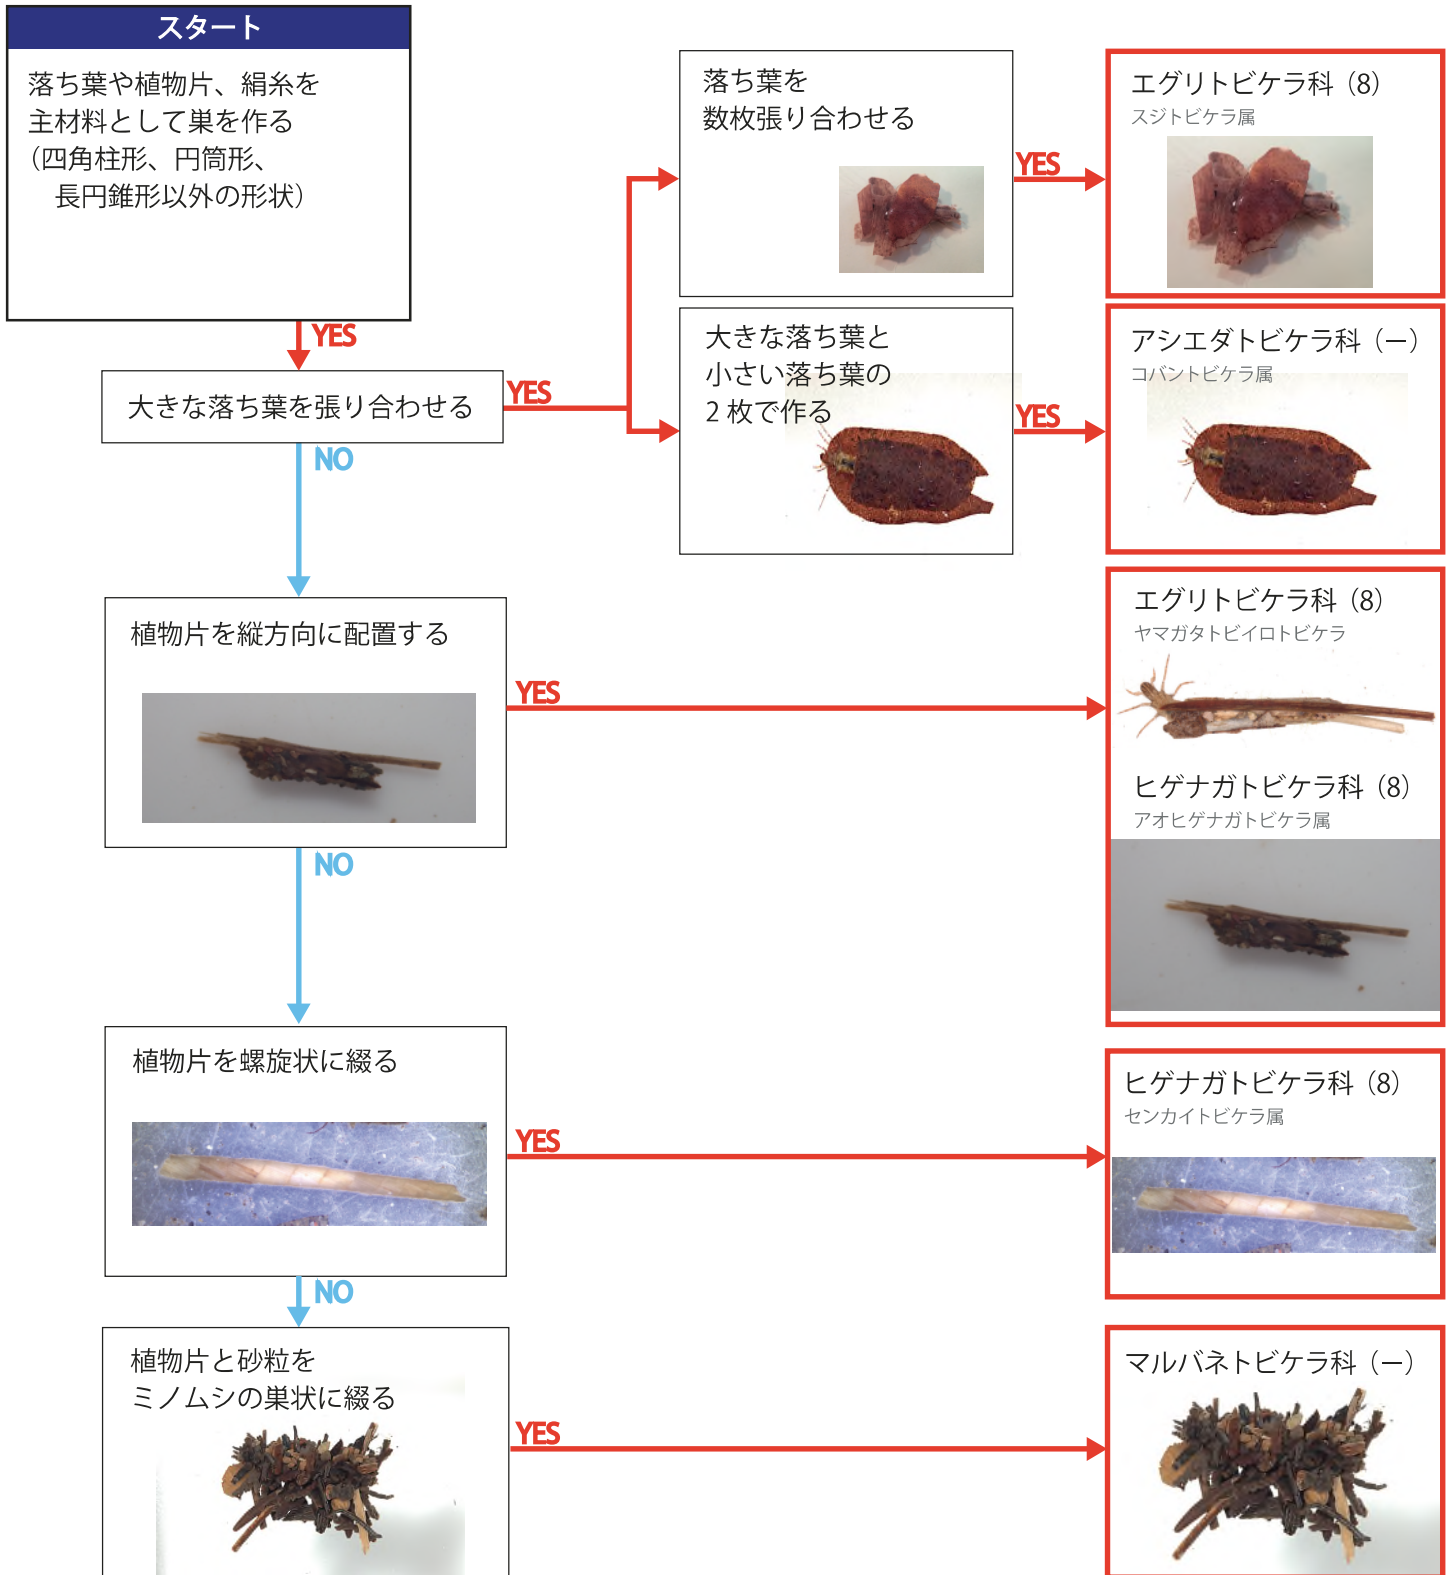 スタート
落ち葉や植物片、絹糸を
主材料として巣を作る
（四角柱形、円筒形、
長円錐形以外の形状）
YES
大きな落ち葉を張り合わせる
YES
落ち葉を
数枚張り合わせる
YES
エグリトビケラ科（8）
スジトビケラ属
大きな落ち葉と
小さい落ち葉の
2 枚で作る
YES
アシエダトビケラ科（ー）
コバントビケラ属
NO
植物片を縦方向に配置する
YES
エグリトビケラ科（8）
ヤマガタトビイロトビケラ
ヒゲナガトビケラ科（8）
アオヒゲナガトビケラ属
NO
植物片を螺旋状に綴る
YES
ヒゲナガトビケラ科（8）
センカイトビケラ属
NO
植物片と砂粒を
ミノムシの巣状に綴る
YES
マルバネトビケラ科（ー）